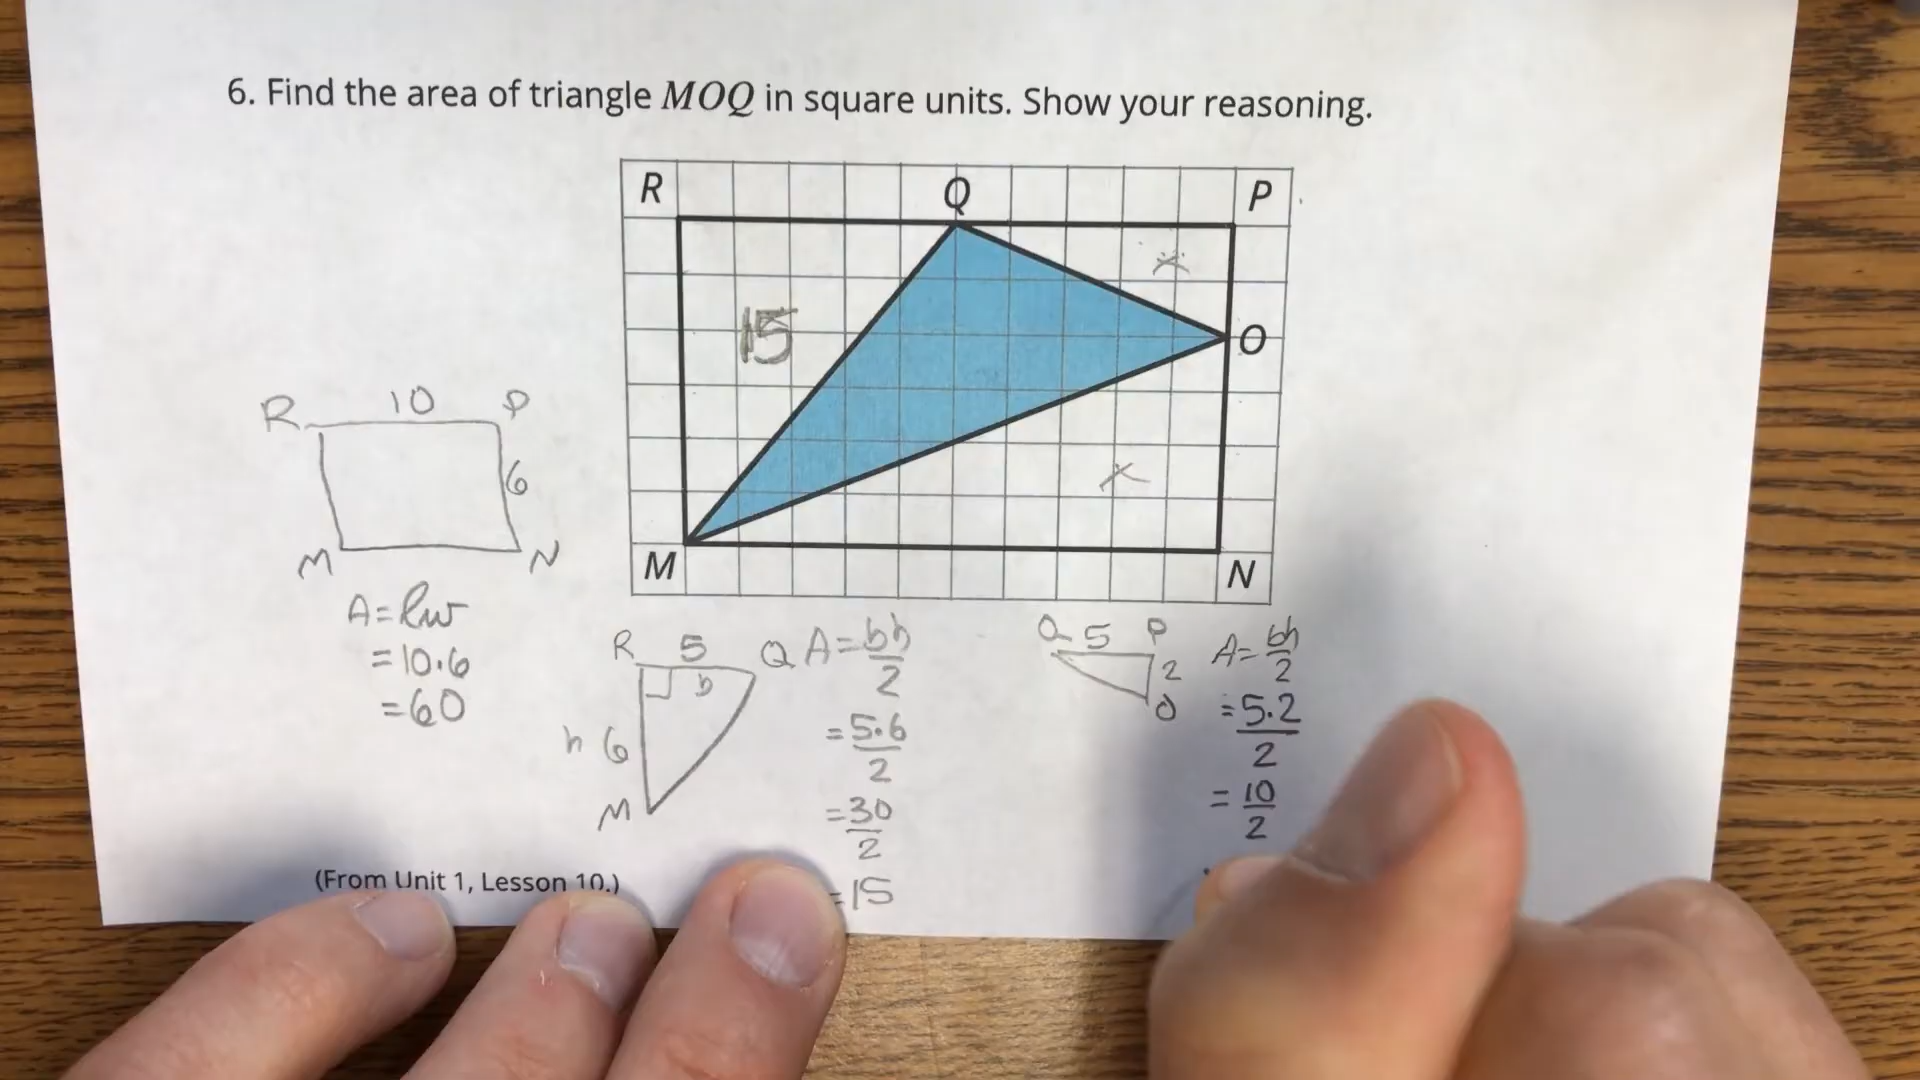 6. Find the area of triangle MOQ in square units. Show your reasoning.
R Q P
15
O
M N
R 10 P
6
M N
A=lw
=10.6
=60
R 5 Q
b
h 6
M
A=bh/2
=5.6/2
=30/2
=15
Q 5 P
2
O
A=bh/2
=5.2/2
=10/2
(From Unit 1, Lesson 10.)